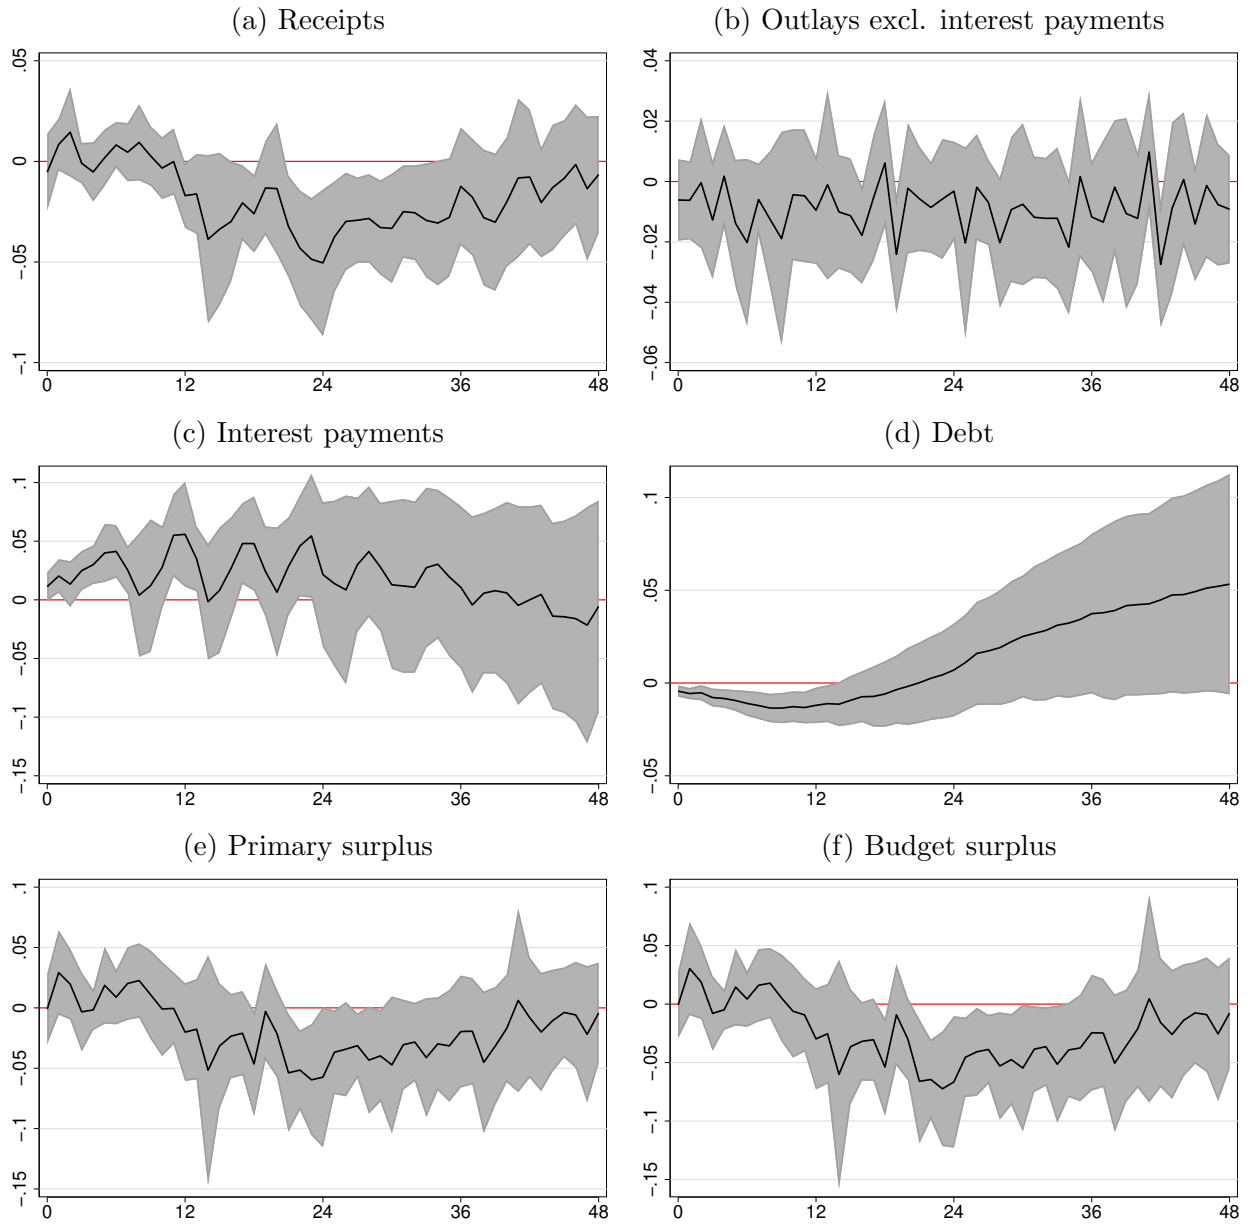 (a) Receipts
(b) Outlays excl. interest payments
.05
0
-.05
-.1
0 12 24 36 48
.04
.02
0
-.02
-.04
-.06
0 12 24 36 48
(c) Interest payments
(d) Debt
.1
.05
0
-.05
-.1
-.15
0 12 24 36 48
.1
.05
0
-.05
0 12 24 36 48
(e) Primary surplus
(f) Budget surplus
.1
.05
0
-.05
-.1
-.15
0 12 24 36 48
.1
.05
0
-.05
-.1
-.15
0 12 24 36 48